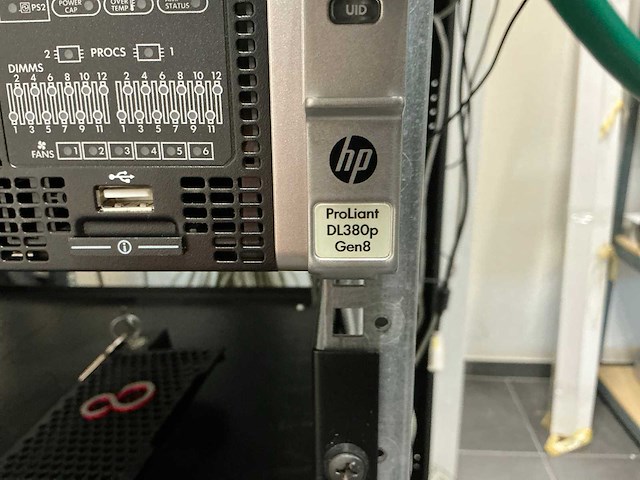 PS2
POWER
CAP
OVER
TEMP
STATUS
UID
2 PROCS 1
DIMMS
2 4 6 8 10 12 2 4 6 8 10 12
1 3 5 7 9 11 1 3 5 7 9 11
FANS 1 2 3 4 5 6
hp
ProLiant
DL380p
Gen8